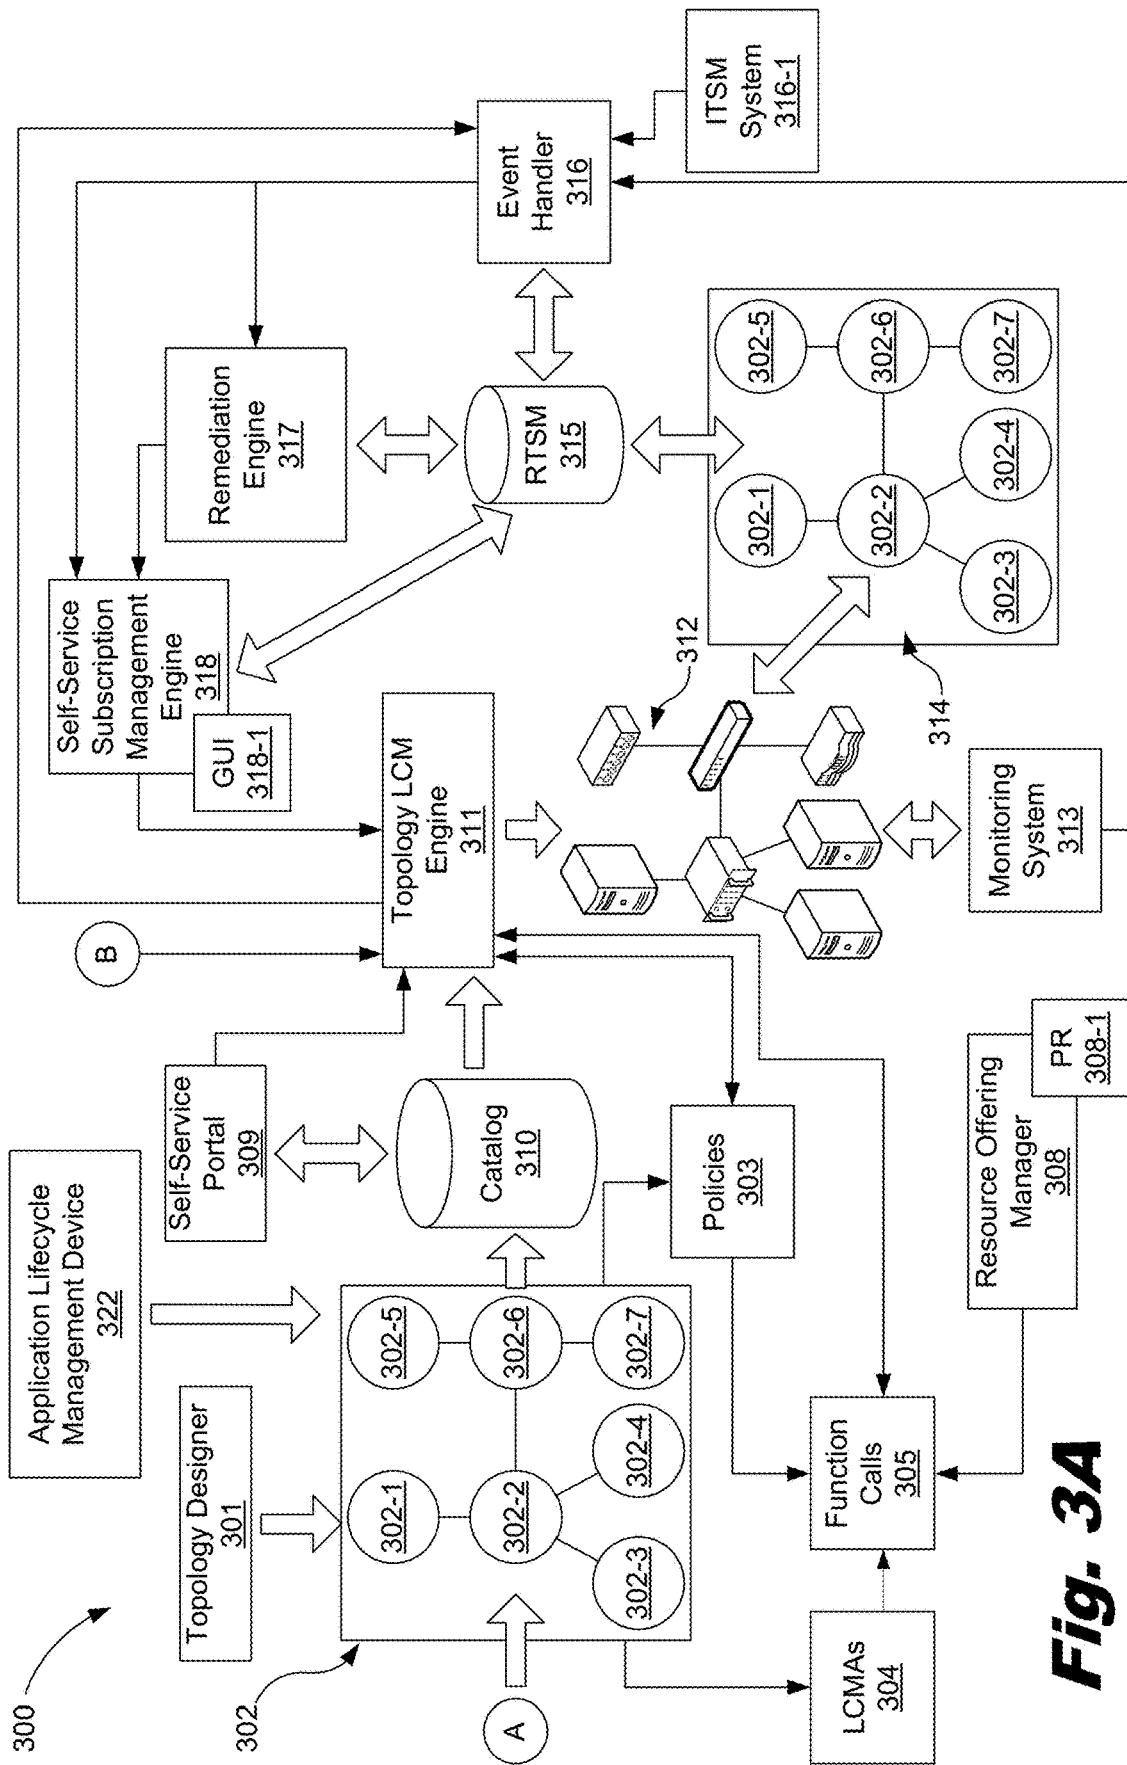 300
Application Lifecycle
Management Device
322
Topology Designer
301
302
A
302-1
302-2
302-3
302-4
302-5
302-6
302-7
LCMAs
304
Function
Calls
305
Policies
303
Resource Offering
Manager
308
PR
308-1
Self-Service
Portal
309
Catalog
310
B
Topology LCM
Engine
311
312
Monitoring
System
313
314
302-1
302-2
302-3
302-4
302-5
302-6
302-7
Self-Service
Subscription
Management
Engine
318
GUI
318-1
Remediation
Engine
317
RTSM
315
Event
Handler
316
ITSM
System
316-1
Fig. 3A